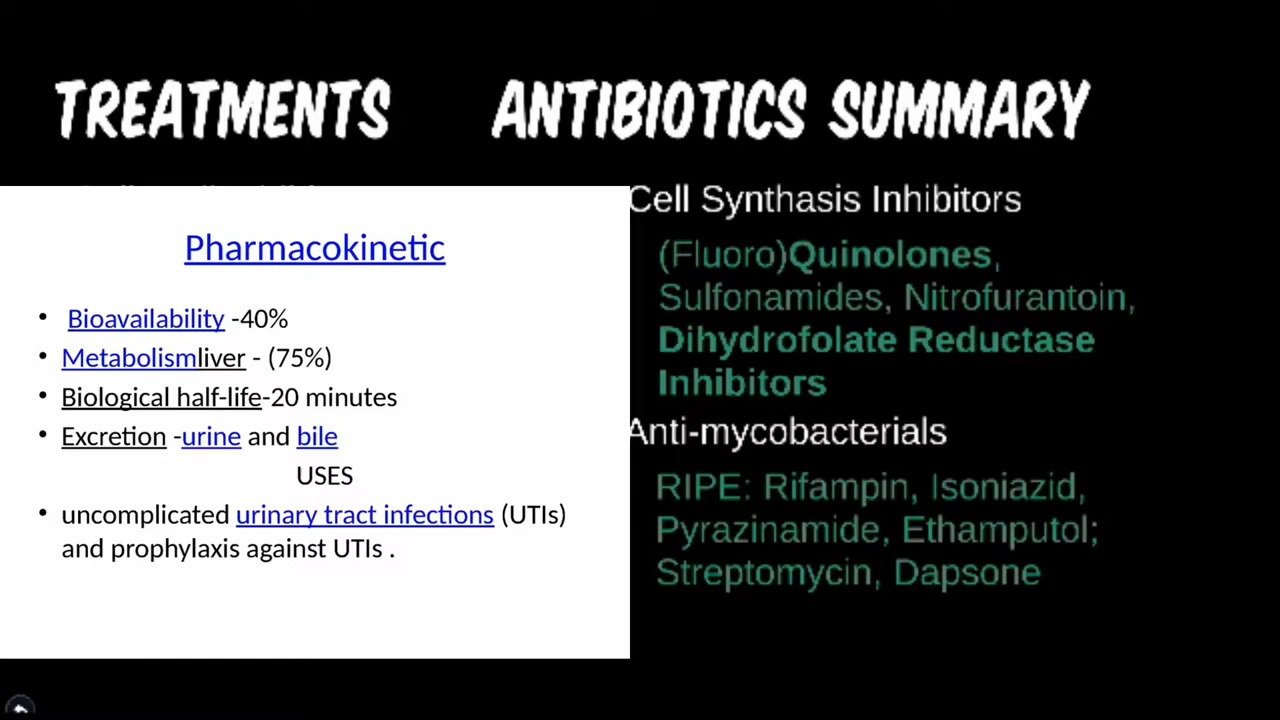 TREATMENTS ANTIBIOTICS SUMMARY
Pharmacokinetic
• Bioavailability -40%
• Metabolismliver - (75%)
• Biological half-life-20 minutes
• Excretion -urine and bile
USES
• uncomplicated urinary tract infections (UTIs)
and prophylaxis against UTIs .
Cell Synthasis Inhibitors
(Fluoro)Quinolones,
Sulfonamides, Nitrofurantoin,
Dihydrofolate Reductase
Inhibitors
Anti-mycobacterials
RIPE: Rifampin, Isoniazid,
Pyrazinamide, Ethamputol;
Streptomycin, Dapsone